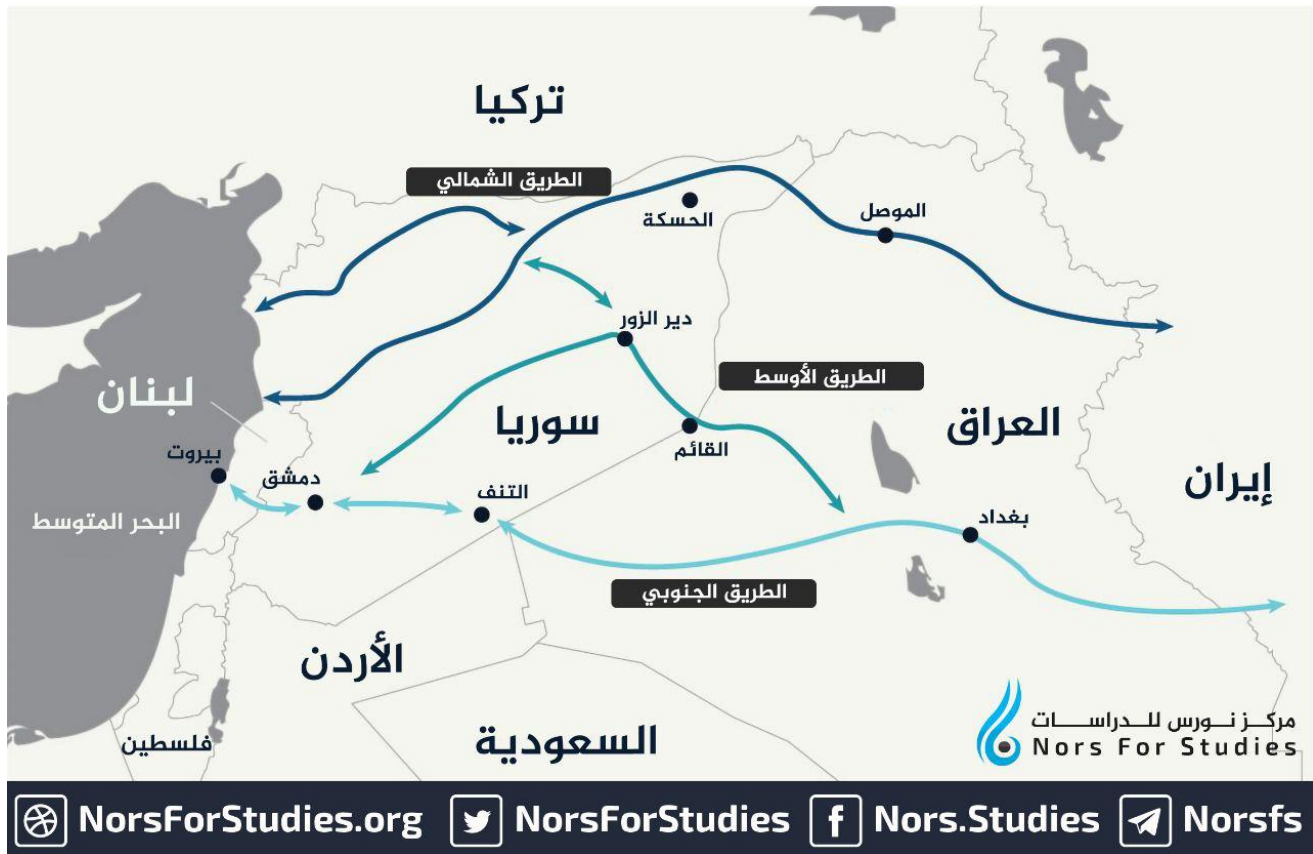 تركيا
الطريق الشمالي
الحسكة
الموصل
دير الزور
الطريق الأوسط
لبنان
سوريا
العراق
القائم
إيران
بيروت
دمشق
التنف
البحر المتوسط
بغداد
الطريق الجنوبي
الأردن
فلسطين
السعودية
مركز نورس للدراسات
Nors For Studies
NorsForStudies.org
NorsForStudies
Nors.Studies
Norsfs